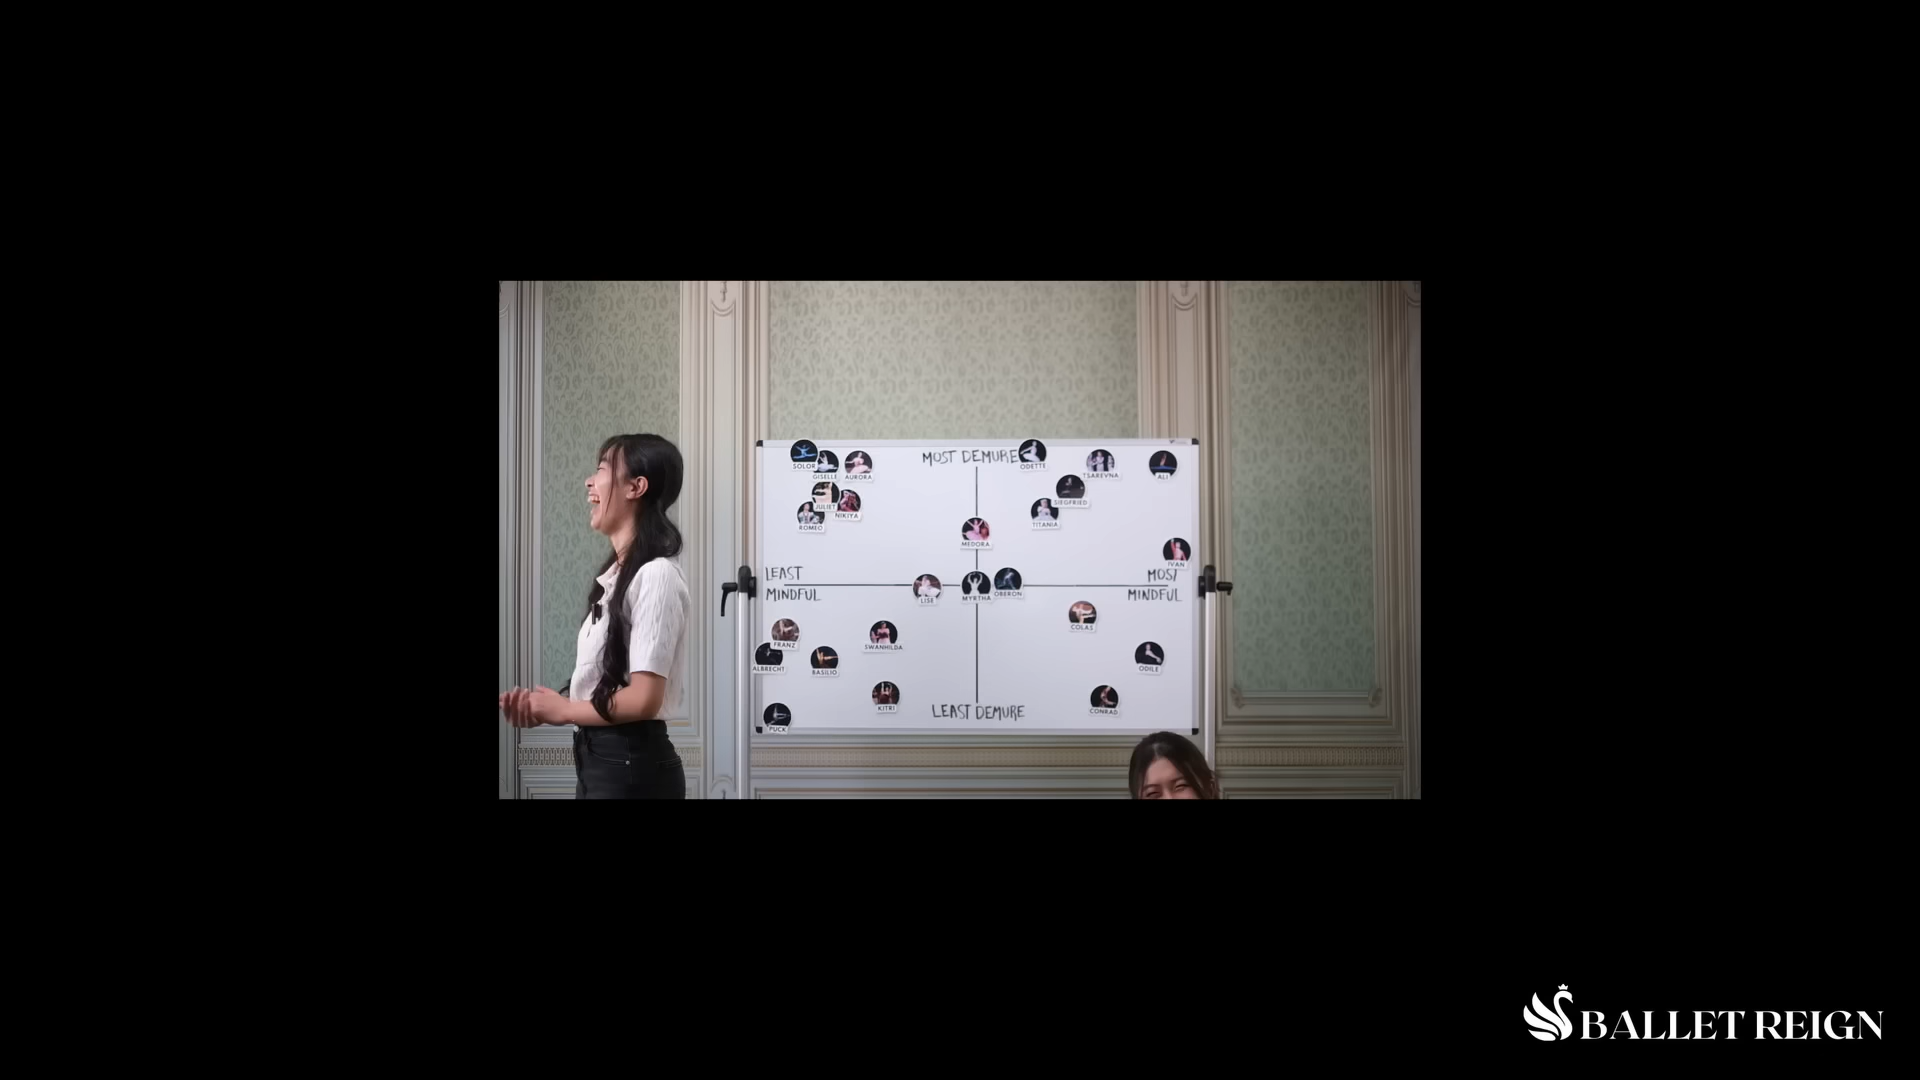 MOST DEMURE
SOLOR
GISELLE
AURORA
ODETTE
TSAREVNA
ALI
JULIET
NIKIYA
ROMEO
SIEGFRIED
TITANIA
MEDORA
IVAN
LEAST
MINDFUL
MOST
MINDFUL
LISE
MYRTHA
OBERON
COLAS
FRANZ
SWANHILDA
ALBRECHT
BASILIO
ODILE
KITRI
CONRAD
PUCK
LEAST DEMURE
BALLET REIGN